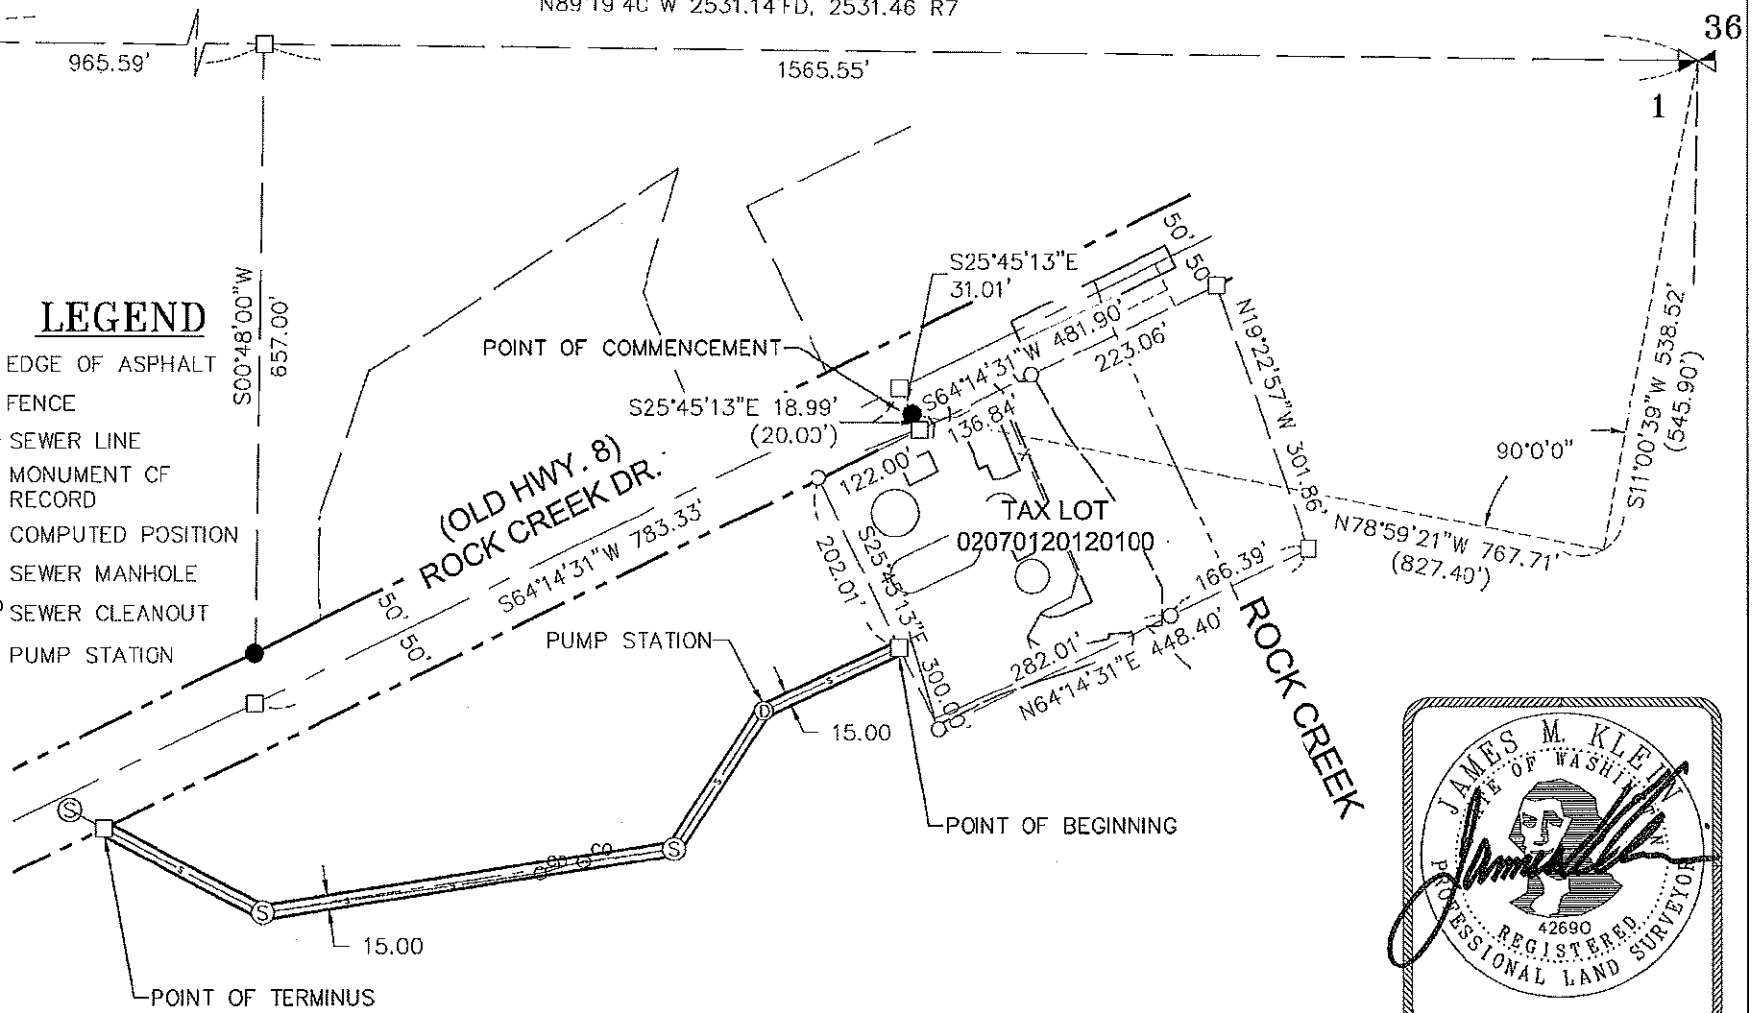 N89°19'40"W 2531.14'FD, 2531.46 R7
36
965.59'
1565.55'
1
S00°48'00"W
657.00'
LEGEND
EDGE OF ASPHALT
FENCE
SEWER LINE
MONUMENT OF
RECORD
COMPUTED POSITION
SEWER MANHOLE
SEWER CLEANOUT
PUMP STATION
S25°45'13"E
31.01'
POINT OF COMMENCEMENT
S25°45'13"E 18.99'
(20.00')
50'
50'
S64°14'31"W 481.90'
223.06'
136.84'
122.00'
N19°22'57"W 301.86'
S11°00'39"W 538.52'
(545.90')
90°0'0"
N78°59'21"W 767.71'
(827.40')
(OLD HWY. 8)
ROCK CREEK DR.
S64°14'31"W 783.33'
50'
50'
TAX LOT
02070120120100
202.01'
S25°45'13"E 300.00'
166.39'
282.01'
N64°14'31"E 448.40'
ROCK CREEK
PUMP STATION
D
S
15.00
POINT OF BEGINNING
S
S
CO
CO
S
S
S
S
S
15.00
POINT OF TERMINUS
JAMES M. KLEIN
STATE OF WASHINGTON
42690
REGISTERED
PROFESSIONAL LAND SURVEYOR